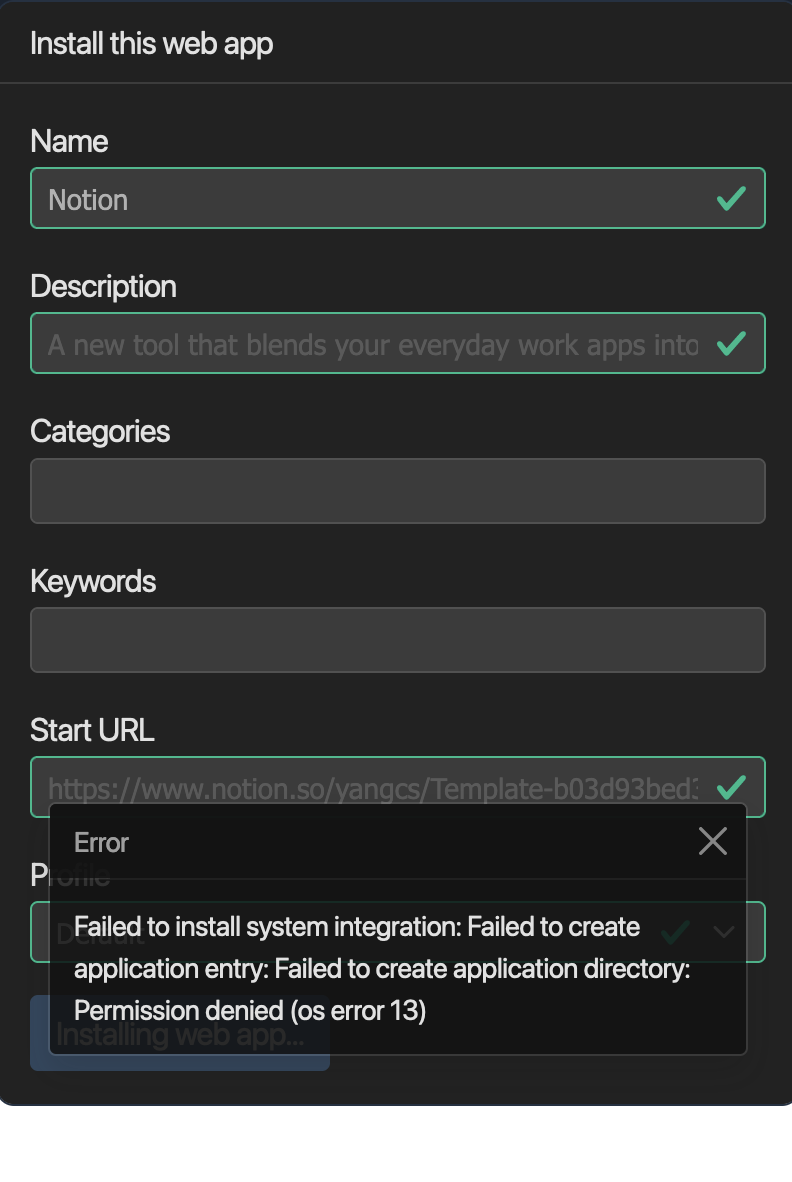 Install this web app
Name
Notion
Description
A new tool that blends your everyday work apps into
Categories
Keywords
Start URL
https://www.notion.so/yangcs/Template-b03d93bed
Error
Profile
Default
Failed to install system integration: Failed to create
application entry: Failed to create application directory:
Permission denied (os error 13)
Installing web app...